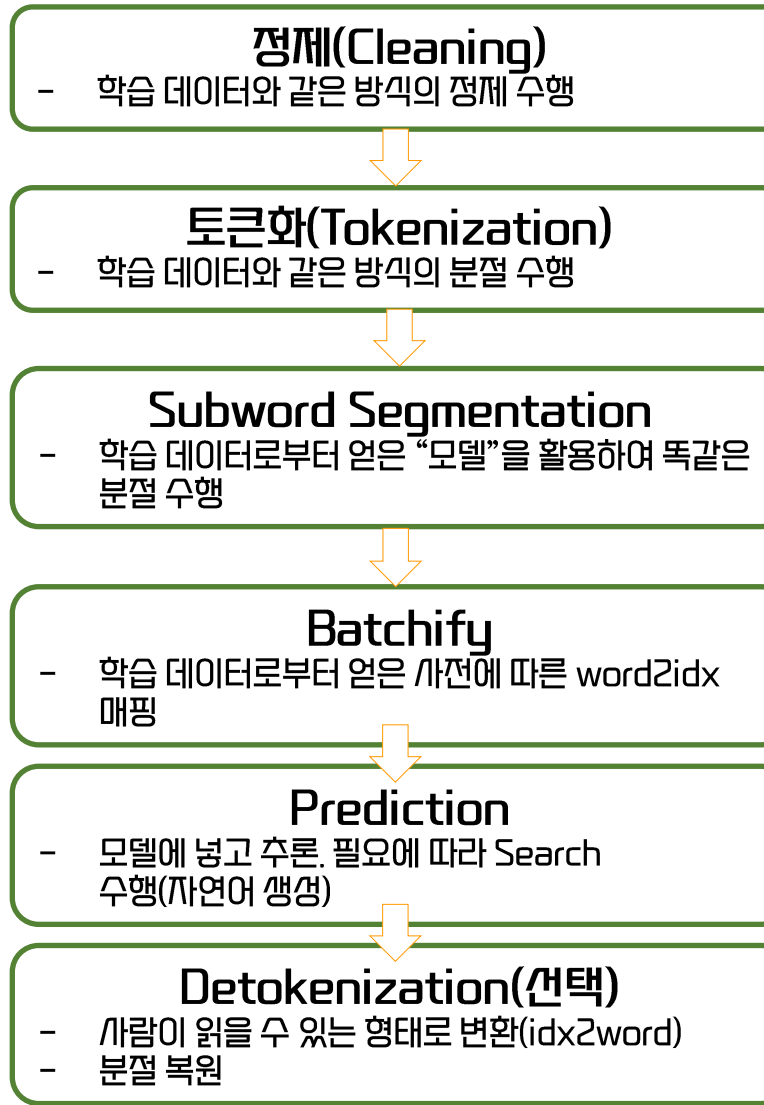 정제(Cleaning)
- 학습 데이터와 같은 방식의 정제 수행
토큰화(Tokenization)
- 학습 데이터와 같은 방식의 분절 수행
Subword Segmentation
- 학습 데이터로부터 얻은 “모델”을 활용하여 똑같은
분절 수행
Batchify
- 학습 데이터로부터 얻은 사전에 따른 word2idx
매핑
Prediction
- 모델에 넣고 추론. 필요에 따라 Search
수행(자연어 생성)
Detokenization(선택)
- 사람이 읽을 수 있는 형태로 변환(idx2word)
- 분절 복원